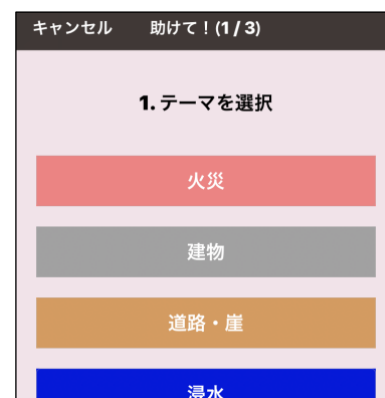 キャンセル 助けて！(1 / 3)
1. テーマを選択
火災
建物
道路・崖
浸水